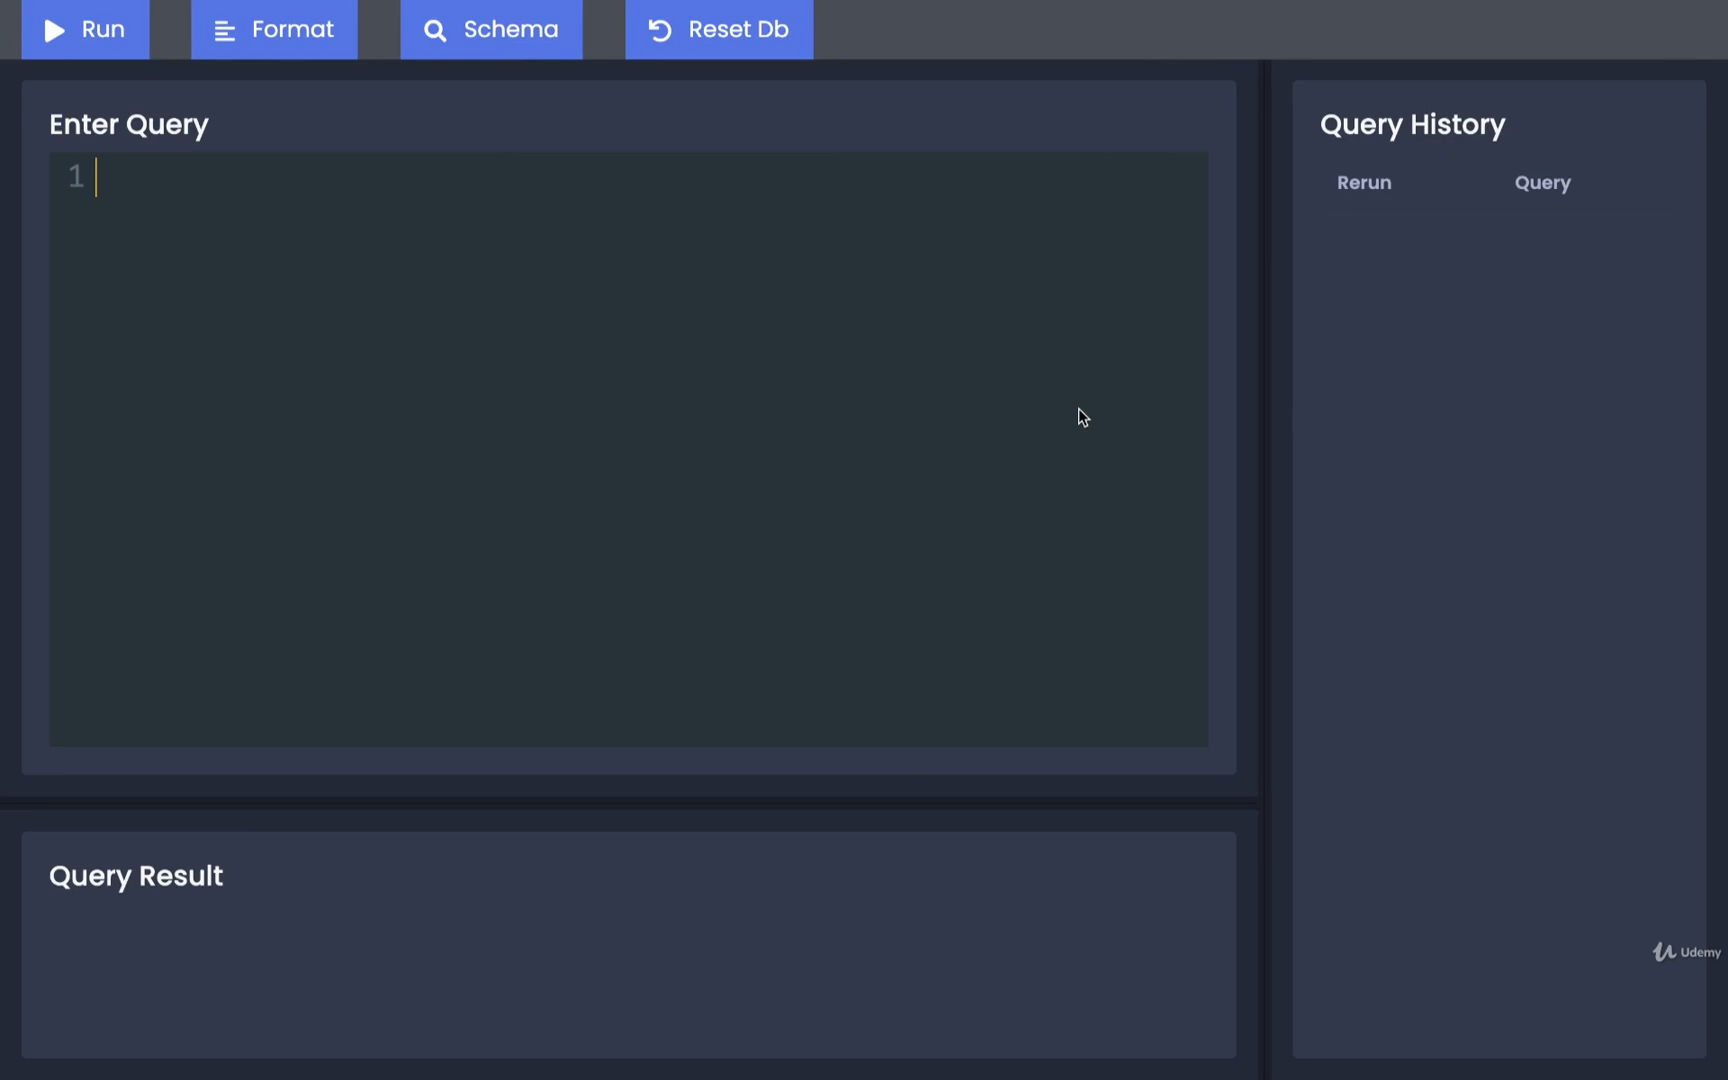 Run
Format
Schema
Reset Db
Enter Query
1
Query History
Rerun
Query
Query Result
Udemy